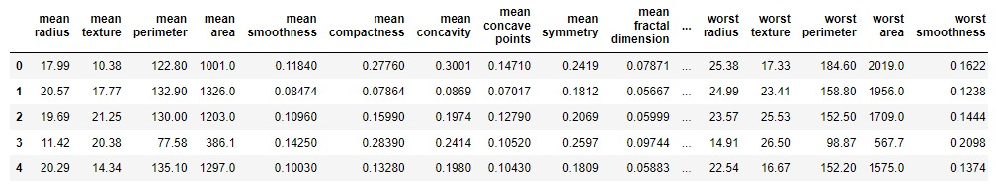 mean radius mean texture mean perimeter mean area mean smoothness mean compactness mean concavity mean concave points mean symmetry mean fractal dimension ... worst radius worst texture worst perimeter worst area worst smoothness
0 17.99 10.38 122.80 1001.0 0.11840 0.27760 0.3001 0.14710 0.2419 0.07871 ... 25.38 17.33 184.60 2019.0 0.1622
1 20.57 17.77 132.90 1326.0 0.08474 0.07864 0.0869 0.07017 0.1812 0.05667 ... 24.99 23.41 158.80 1956.0 0.1238
2 19.69 21.25 130.00 1203.0 0.10960 0.15990 0.1974 0.12790 0.2069 0.05999 ... 23.57 25.53 152.50 1709.0 0.1444
3 11.42 20.38 77.58 386.1 0.14250 0.28390 0.2414 0.10520 0.2597 0.09744 ... 14.91 26.50 98.87 567.7 0.2098
4 20.29 14.34 135.10 1297.0 0.10030 0.13280 0.1980 0.10430 0.1809 0.05883 ... 22.54 16.67 152.20 1575.0 0.1374